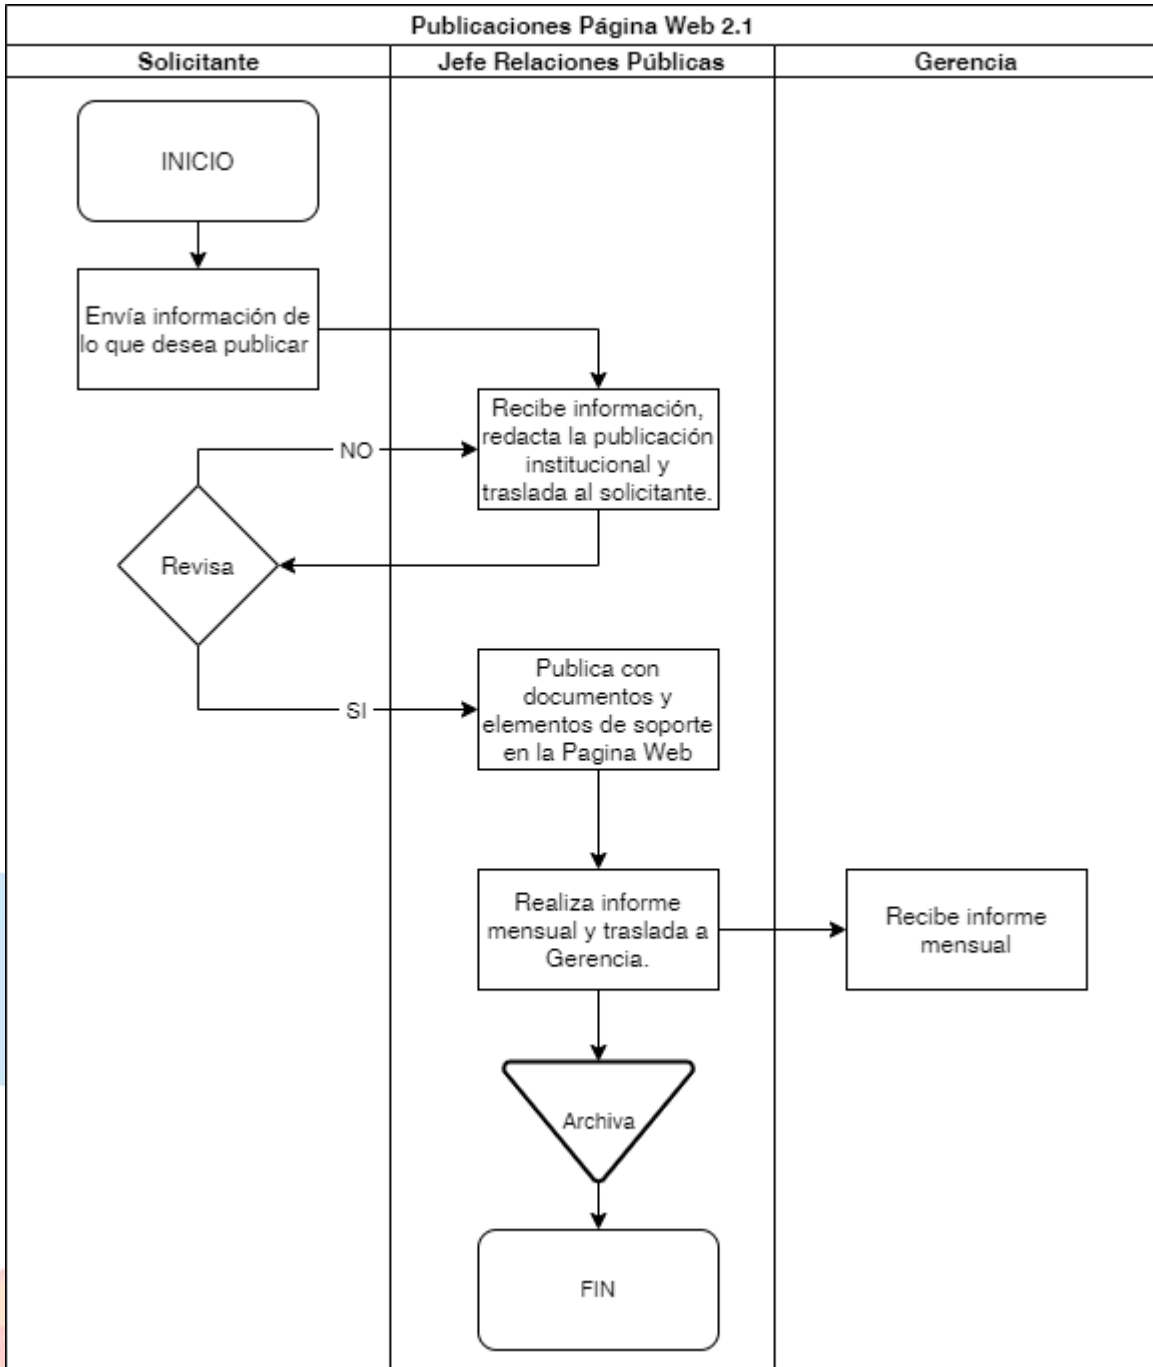 Publicaciones Página Web 2.1
Solicitante
Jefe Relaciones Públicas
Gerencia
INICIO
Envía información de
lo que desea publicar
Recibe información,
redacta la publicación
institucional y
traslada al solicitante.
NO
Revisa
SI
Publica con
documentos y
elementos de soporte
en la Pagina Web
Realiza informe
mensual y traslada a
Gerencia.
Recibe informe
mensual
Archiva
FIN